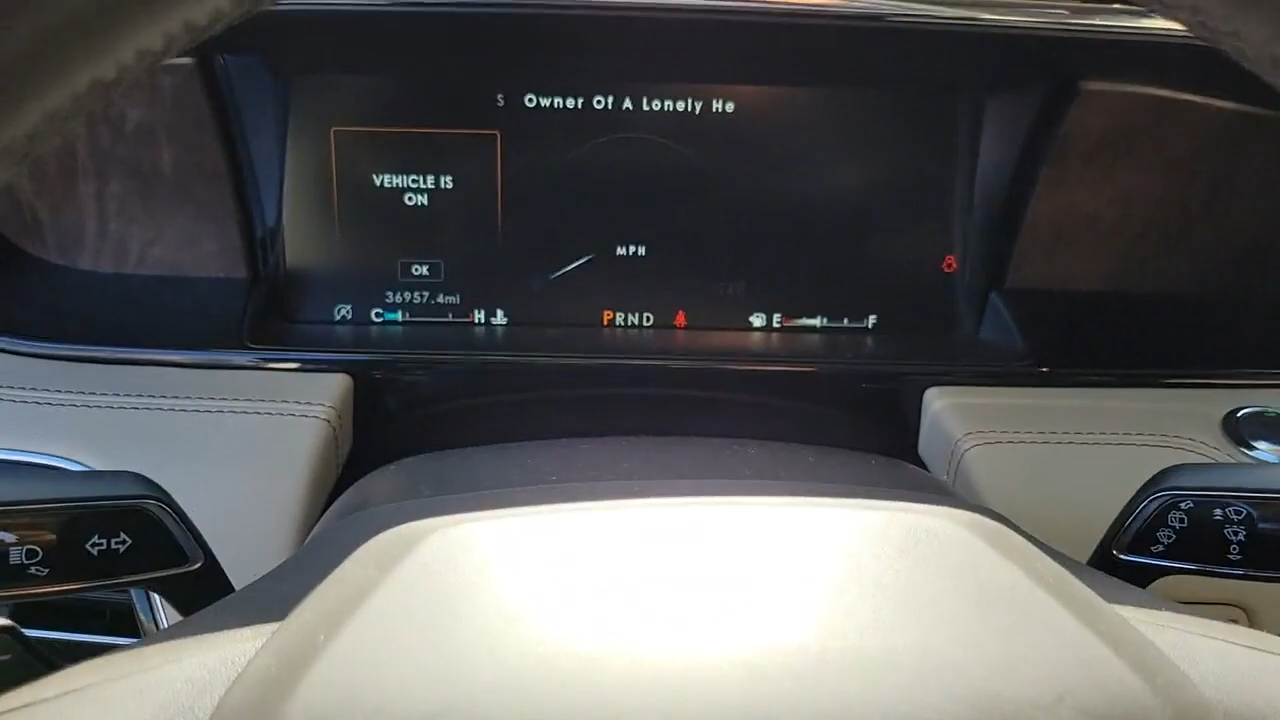 S Owner Of A Lonely He
VEHICLE IS
ON
MPH
OK
36957.4mi
C H PRND E F